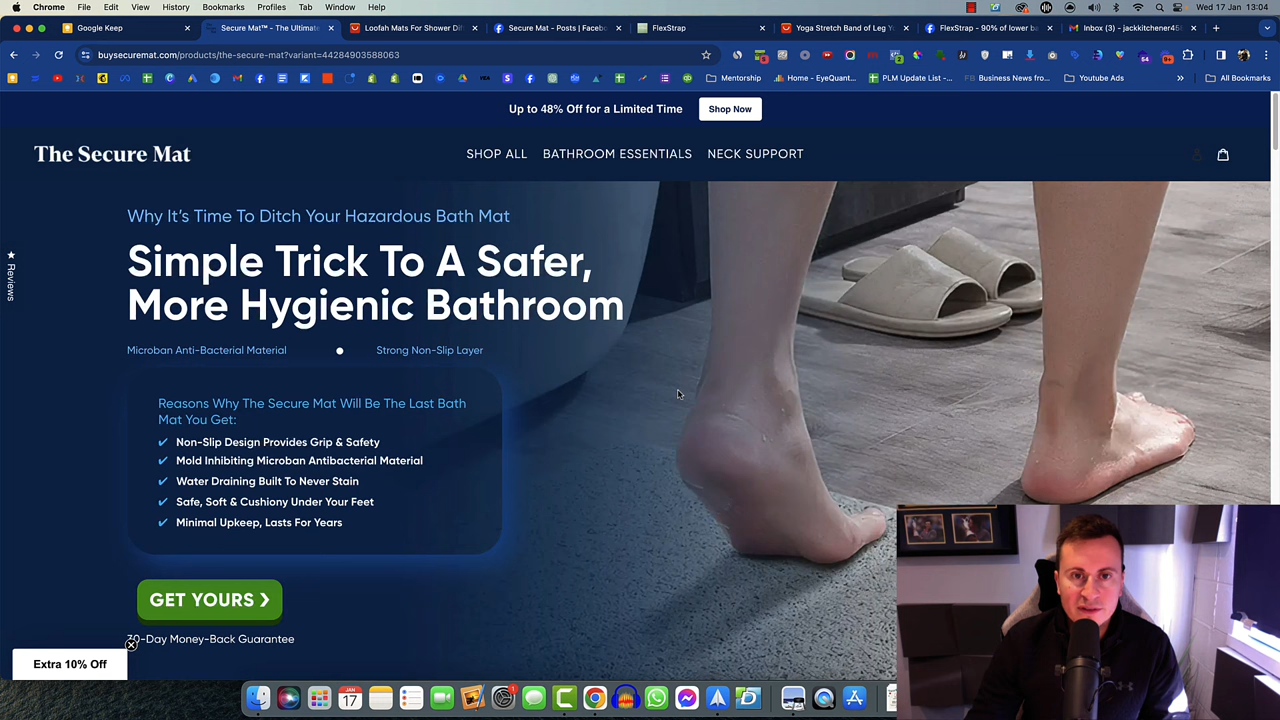 Chrome File Edit View History Bookmarks Profiles Tab Window Help Wed 17 Jan 13:04
Google Keep Secure Mat™ - The Ultimate Loofah Mats For Shower Dis Secure Mat - Posts | Facebook FlexStrap Yoga Stretch Band of Leg Yo FlexStrap - 90% of lower ba Inbox (3) - jackkitchener458
buysecuremat.com/products/the-secure-mat?variant=44284903588063
Mentorship Home - EyeQuant... PLM Update List -... Business News fro... Youtube Ads All Bookmarks
Up to 48% Off for a Limited Time Shop Now
The Secure Mat SHOP ALL BATHROOM ESSENTIALS NECK SUPPORT
Why It's Time To Ditch Your Hazardous Bath Mat
Simple Trick To A Safer,
More Hygienic Bathroom
Reviews
Microban Anti-Bacterial Material Strong Non-Slip Layer
Reasons Why The Secure Mat Will Be The Last Bath
Mat You Get:
Non-Slip Design Provides Grip & Safety
Mold Inhibiting Microban Antibacterial Material
Water Draining Built To Never Stain
Safe, Soft & Cushiony Under Your Feet
Minimal Upkeep, Lasts For Years
GET YOURS
30-Day Money-Back Guarantee
Extra 10% Off
JAN
17